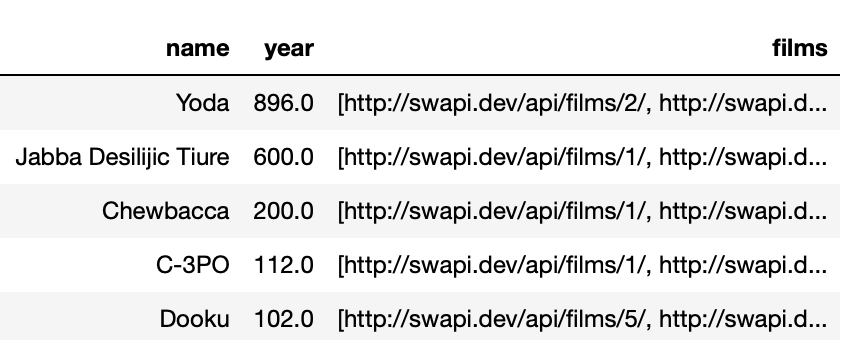 name year films
Yoda 896.0 [http://swapi.dev/api/films/2/, http://swapi.d...
Jabba Desilijic Tiure 600.0 [http://swapi.dev/api/films/1/, http://swapi.d...
Chewbacca 200.0 [http://swapi.dev/api/films/1/, http://swapi.d...
C-3PO 112.0 [http://swapi.dev/api/films/1/, http://swapi.d...
Dooku 102.0 [http://swapi.dev/api/films/5/, http://swapi.d...